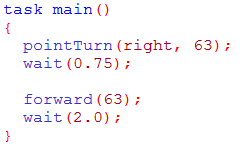 task main()
{
pointTurn(right, 63);
wait(0.75);
forward(63);
wait(2.0);
}